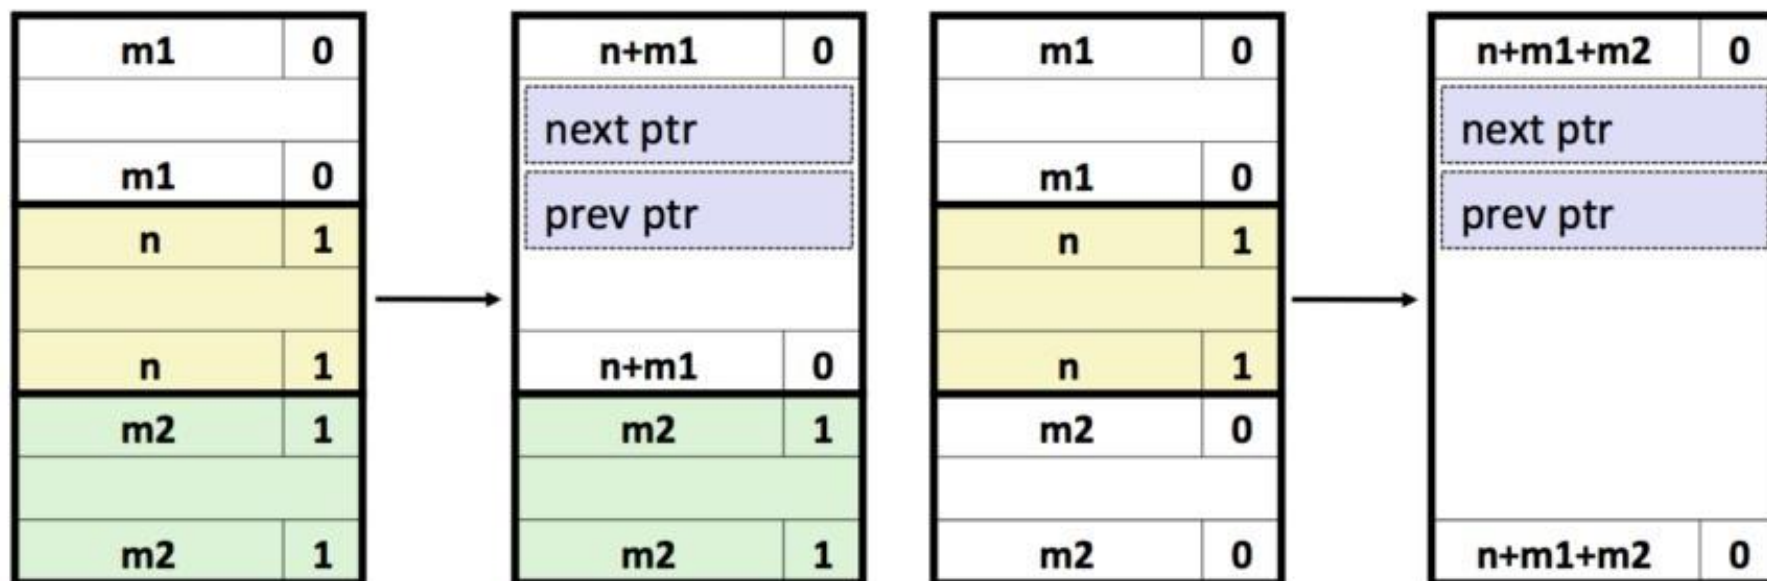 m1 0
m1 0
n 1
n 1
m2 1
m2 1
n+m1 0
next ptr
prev ptr
n+m1 0
m2 1
m2 1
m1 0
m1 0
n 1
n 1
m2 0
m2 0
n+m1+m2 0
next ptr
prev ptr
n+m1+m2 0